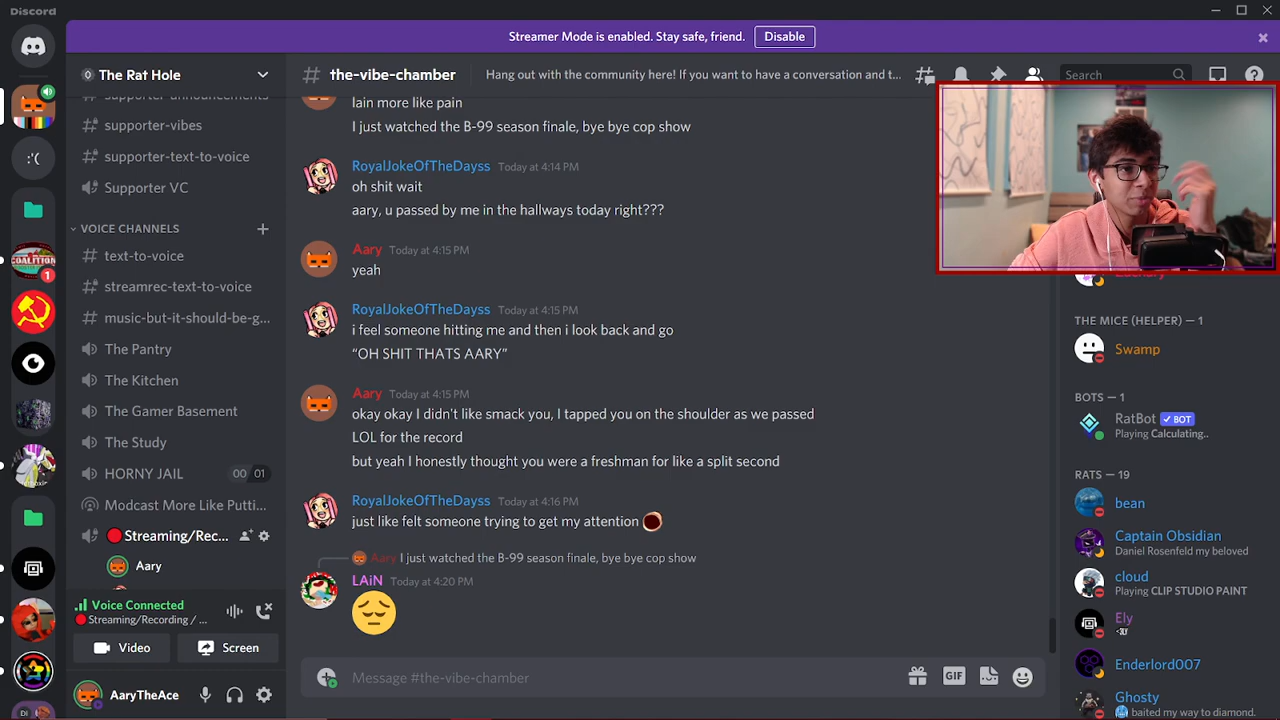 Discord
Streamer Mode is enabled. Stay safe, friend.
Disable
The Rat Hole
supporter-announcements
supporter-vibes
supporter-text-to-voice
Supporter VC
VOICE CHANNELS
text-to-voice
streamrec-text-to-voice
music-but-it-should-be-g...
The Pantry
The Kitchen
The Gamer Basement
The Study
HORNY JAIL 00 01
Modcast More Like Putti...
Streaming/Rec...
Aary
Voice Connected
Streaming/Recording / ...
Video
Screen
AaryTheAce
:'(
COALITION
1
# the-vibe-chamber
Hang out with the community here! If you want to have a conversation and t...
Search
lain more like pain
I just watched the B-99 season finale, bye bye cop show
RoyalJokeOfTheDayss Today at 4:14 PM
oh shit wait
aary, u passed by me in the hallways today right???
Aary Today at 4:15 PM
yeah
RoyalJokeOfTheDayss Today at 4:15 PM
i feel someone hitting me and then i look back and go
“OH SHIT THATS AARY”
Aary Today at 4:15 PM
okay okay I didn't like smack you, I tapped you on the shoulder as we passed
LOL for the record
but yeah I honestly thought you were a freshman for like a split second
RoyalJokeOfTheDayss Today at 4:16 PM
just like felt someone trying to get my attention
Aary I just watched the B-99 season finale, bye bye cop show
LAiN Today at 4:20 PM
Message #the-vibe-chamber
GIF
Zachary
THE MICE (HELPER) — 1
Swamp
BOTS — 1
RatBot ✓ BOT
Playing Calculating..
RATS — 19
bean
Captain Obsidian
Daniel Rosenfeld my beloved
cloud
Playing CLIP STUDIO PAINT
Ely
Enderlord007
Ghosty
baited my way to diamond.